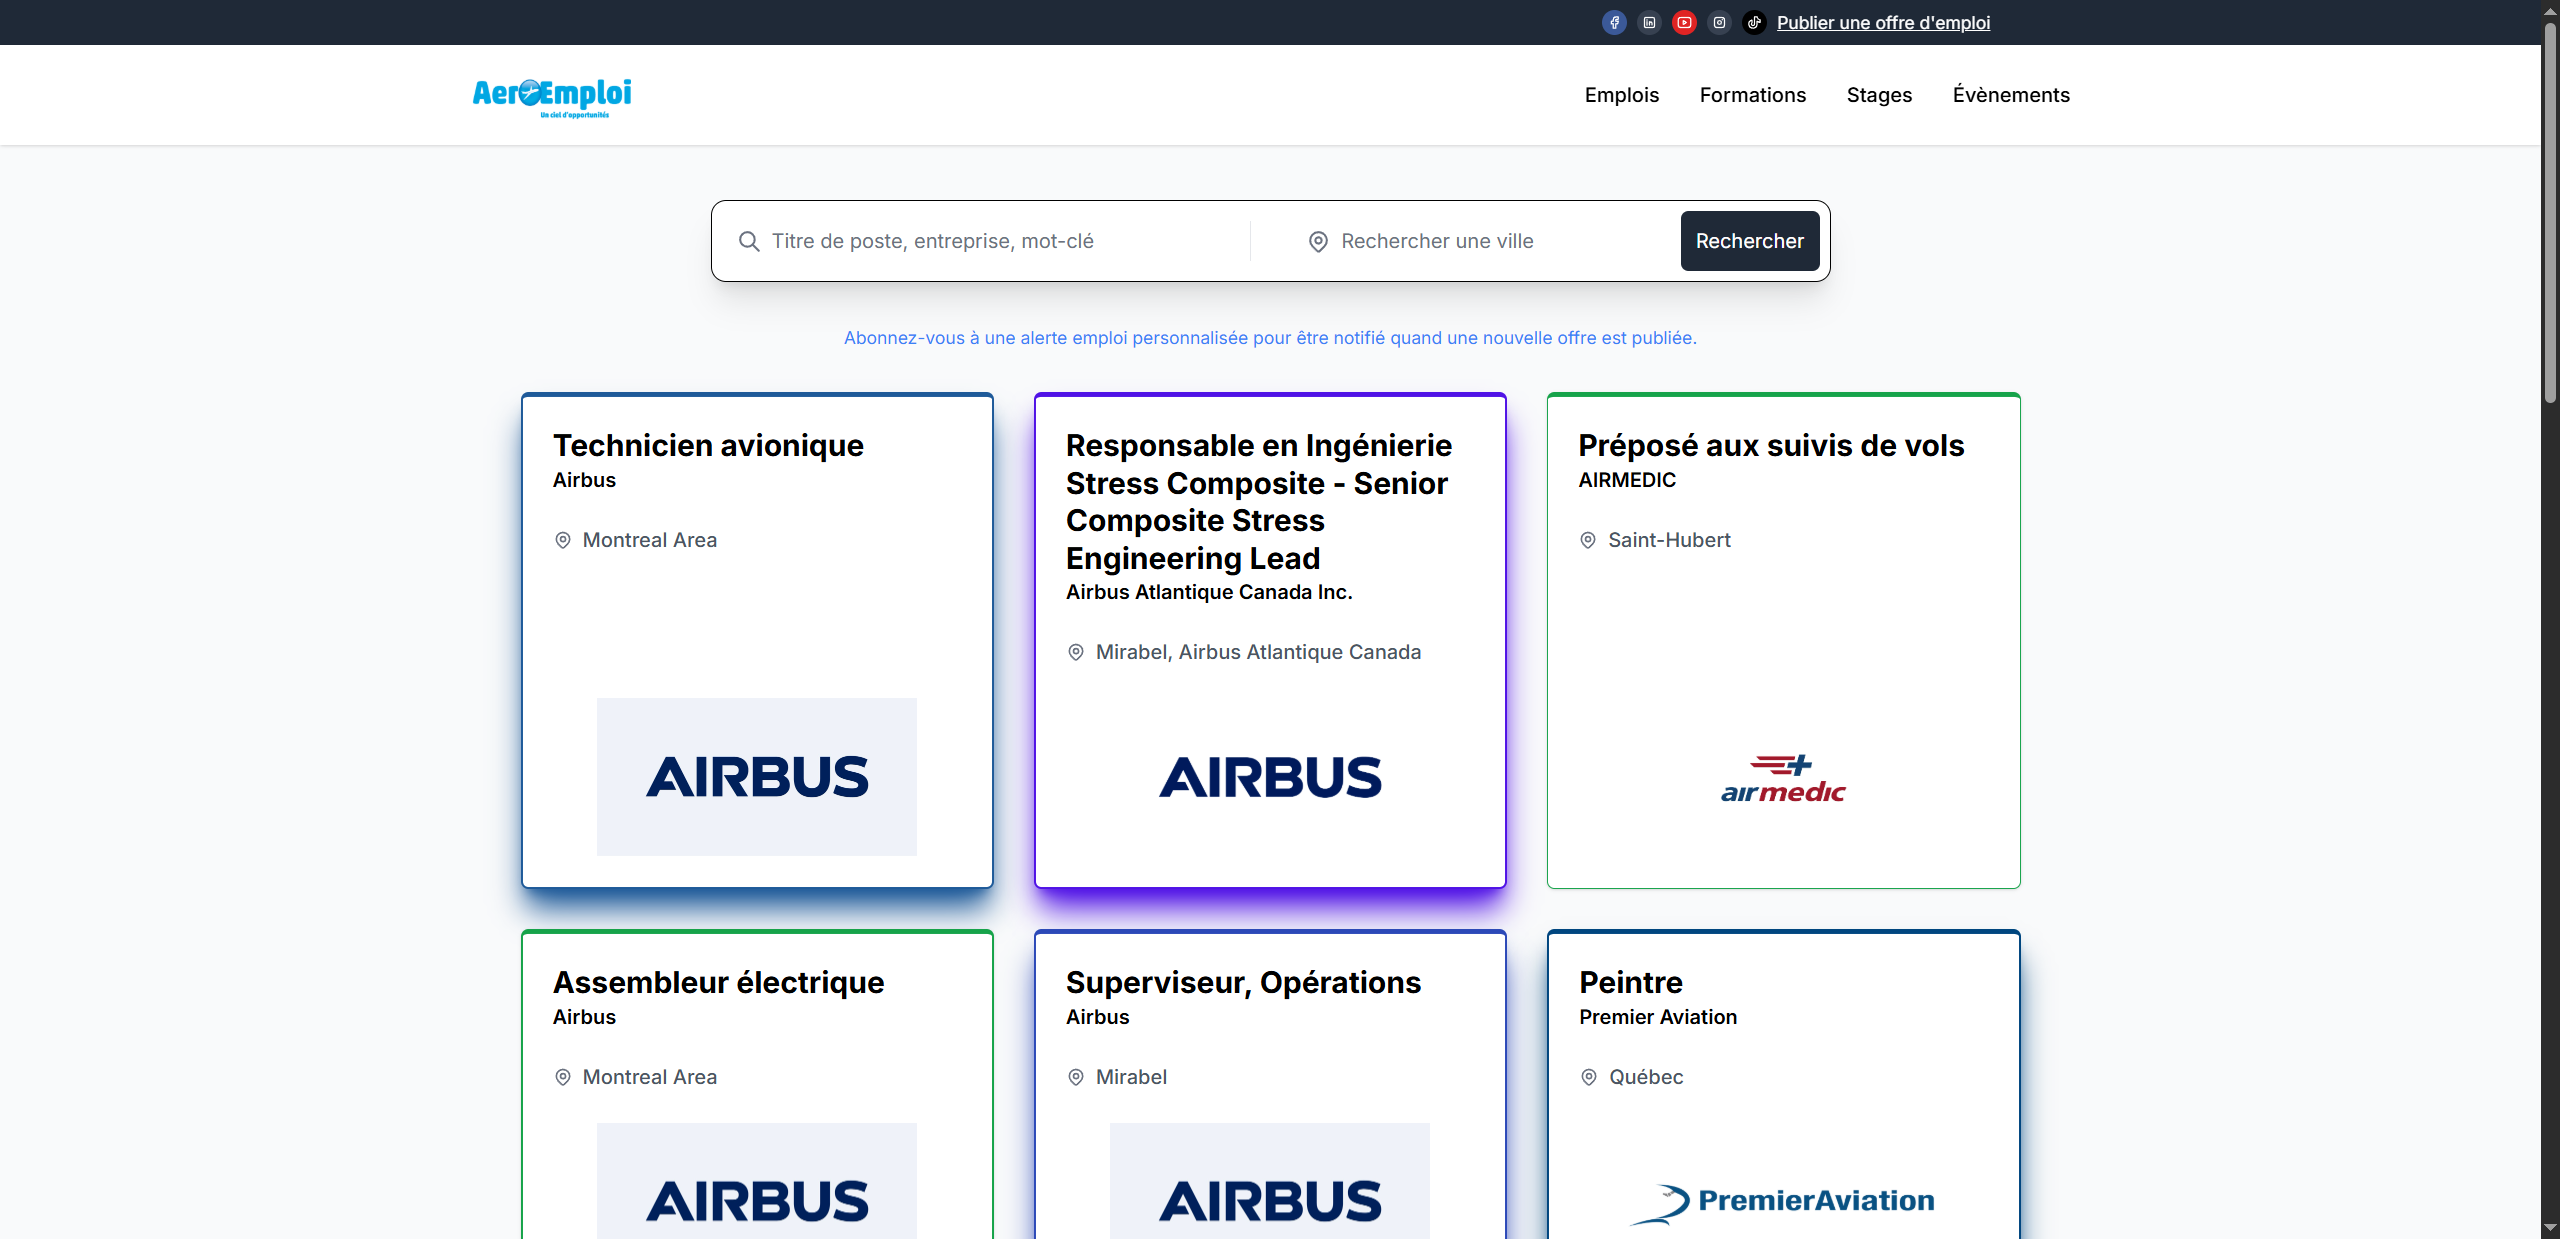 Publier une offre d'emploi
AeroEmploi
Un ciel d'opportunités
Emplois Formations Stages Évènements
Titre de poste, entreprise, mot-clé Rechercher une ville Rechercher
Abonnez-vous à une alerte emploi personnalisée pour être notifié quand une nouvelle offre est publiée.
Technicien avionique
Airbus
Montreal Area
AIRBUS
Responsable en Ingénierie
Stress Composite - Senior
Composite Stress
Engineering Lead
Airbus Atlantique Canada Inc.
Mirabel, Airbus Atlantique Canada
AIRBUS
Préposé aux suivis de vols
AIRMEDIC
Saint-Hubert
airmedic
Assembleur électrique
Airbus
Montreal Area
AIRBUS
Superviseur, Opérations
Airbus
Mirabel
AIRBUS
Peintre
Premier Aviation
Québec
PremierAviation